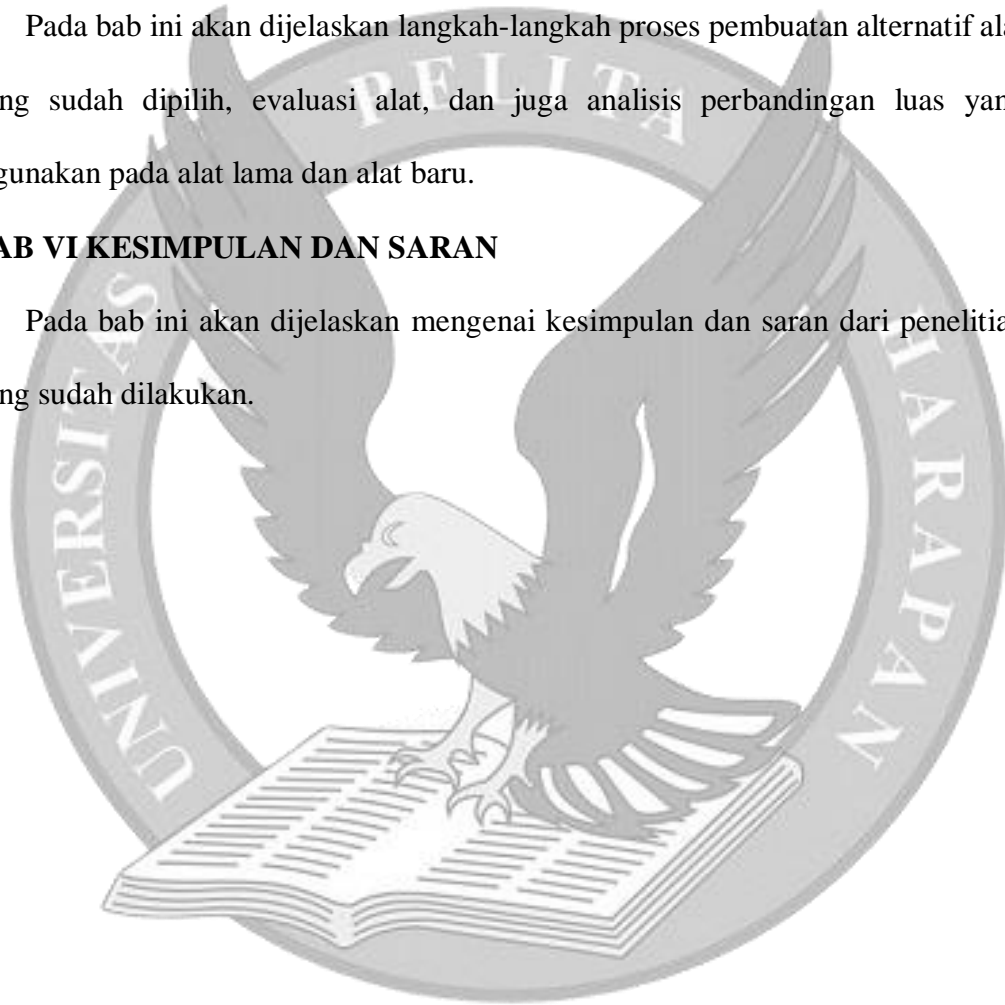 Pada bab ini akan dijelaskan langkah-langkah proses pembuatan alternatif ala
ng sudah dipilih, evaluasi alat, dan juga analisis perbandingan luas yan
gunakan pada alat lama dan alat baru.
AB VI KESIMPULAN DAN SARAN
Pada bab ini akan dijelaskan mengenai kesimpulan dan saran dari penelitia
ng sudah dilakukan.
UNIVERSITAS PELITA HARAPAN